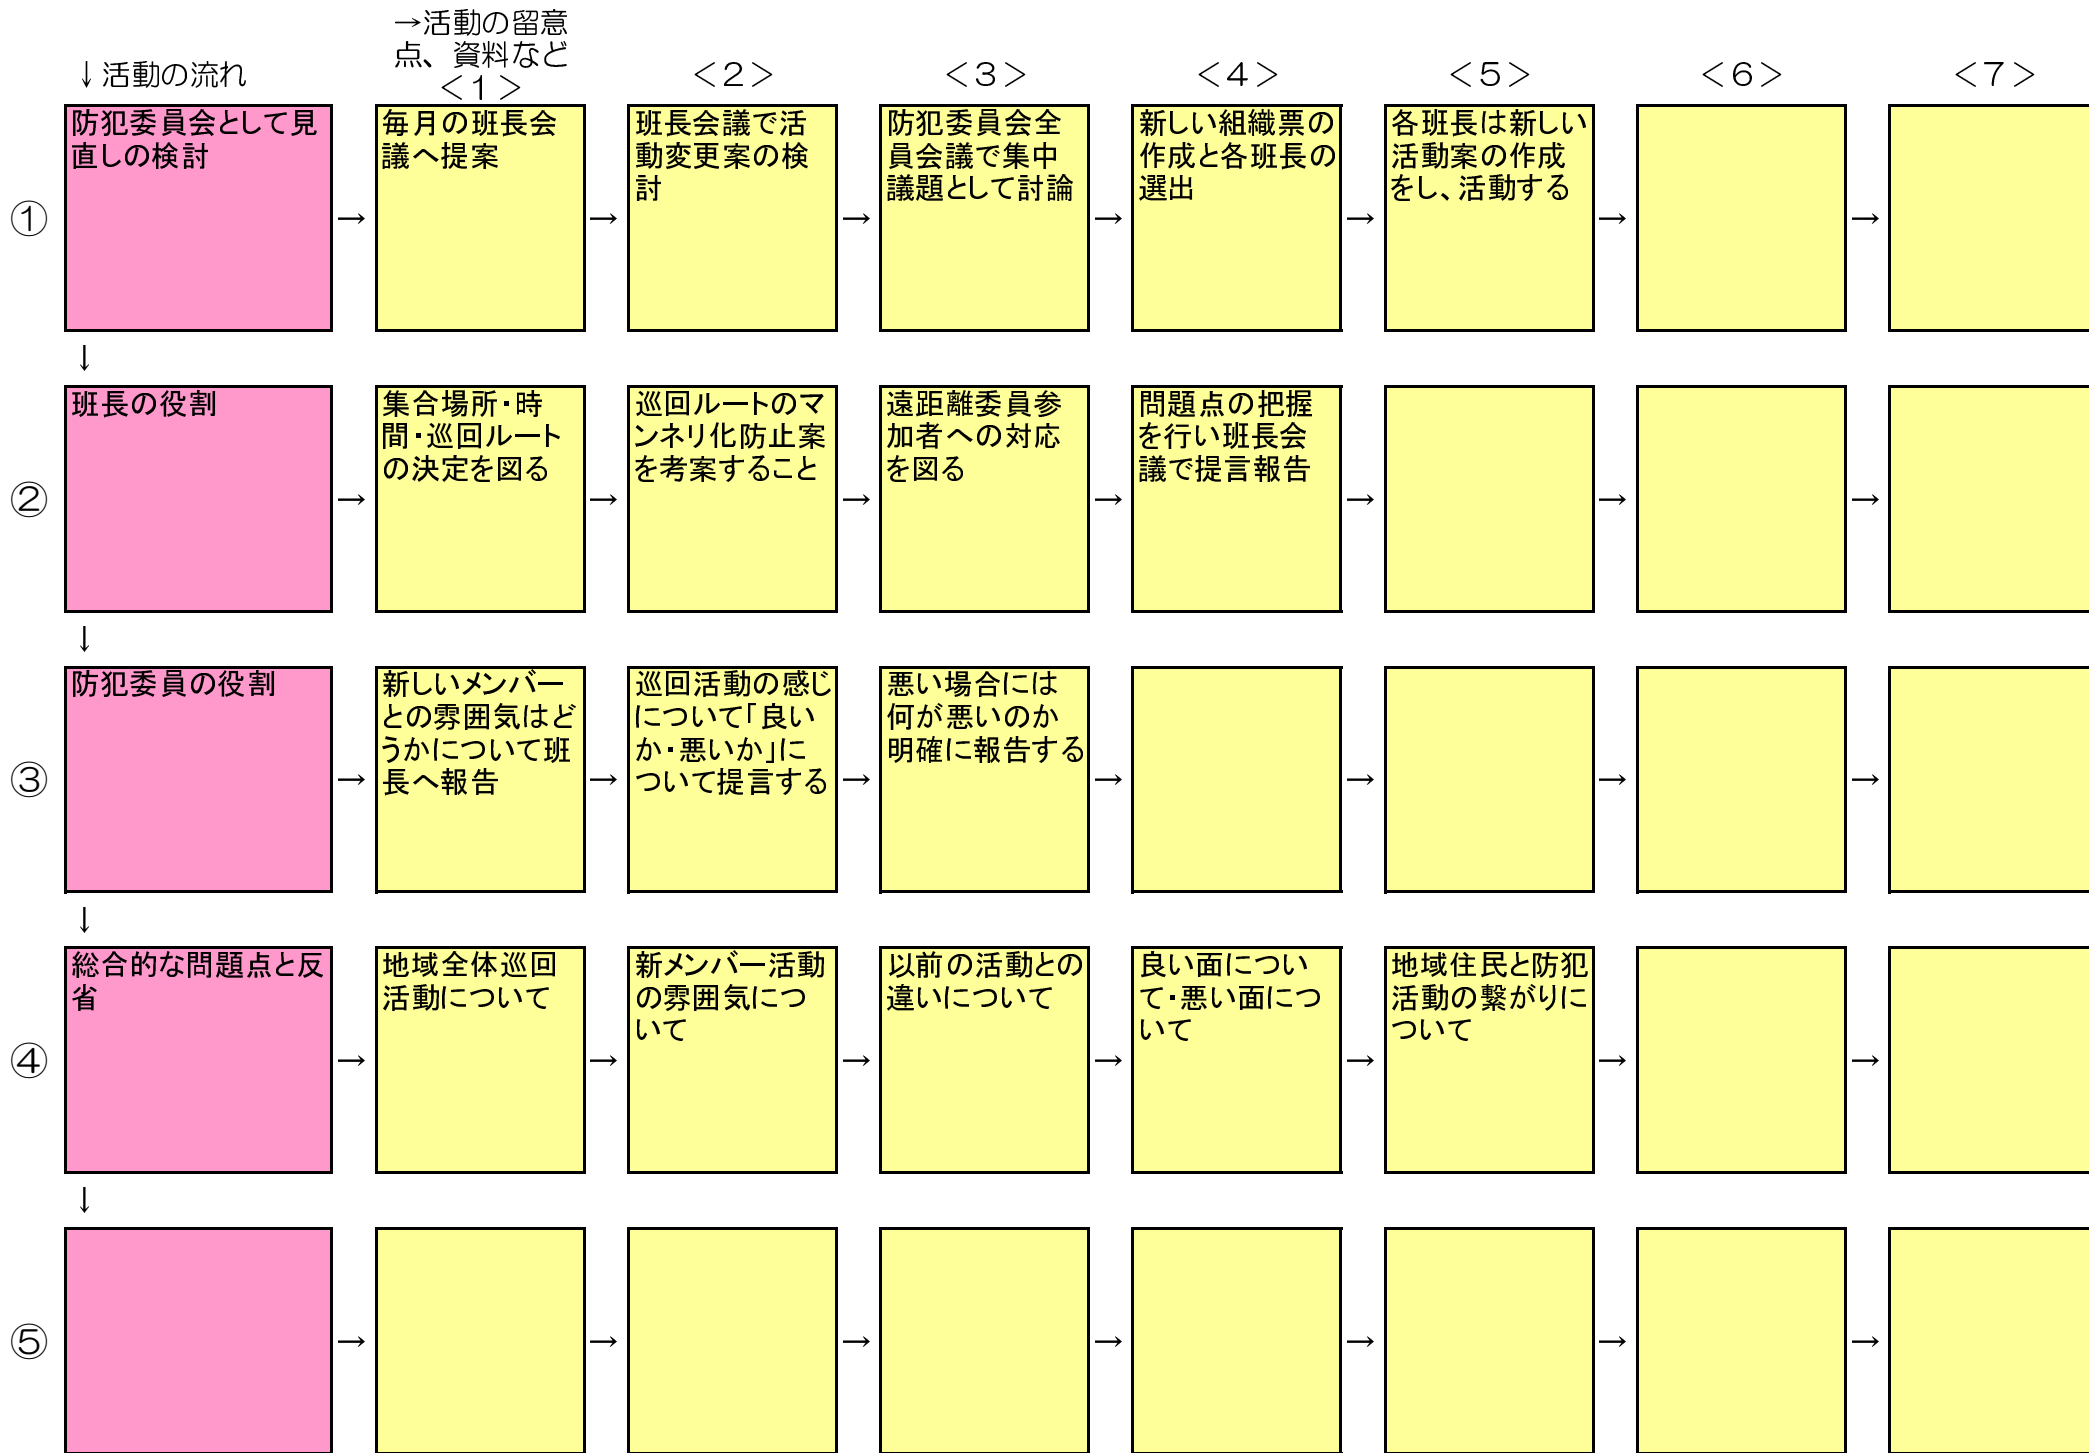 →活動の留意
点、資料など
↓活動の流れ
＜1＞
＜2＞
＜3＞
＜4＞
＜5＞
＜6＞
＜7＞
①
防犯委員会として見
直しの検討
→
毎月の班長会
議へ提案
→
班長会議で活
動変更案の検
討
→
防犯委員会全
員会議で集中
議題として討論
→
新しい組織票の
作成と各班長の
選出
→
各班長は新しい
活動案の作成
をし、活動する
→
→
↓
②
班長の役割
→
集合場所・時
間・巡回ルート
の決定を図る
→
巡回ルートのマ
ンネリ化防止案
を考案すること
→
遠距離委員参
加者への対応
を図る
→
問題点の把握
を行い班長会
議で提言報告
→
→
→
↓
③
防犯委員の役割
→
新しいメンバー
との雰囲気はど
うかについて班
長へ報告
→
巡回活動の感じ
について「良い
か・悪いか」に
ついて提言する
→
悪い場合には
何が悪いのか
明確に報告する
→
→
→
→
↓
④
総合的な問題点と反
省
→
地域全体巡回
活動について
→
新メンバー活動
の雰囲気につ
いて
→
以前の活動との
違いについて
→
良い面につい
て・悪い面につ
いて
→
地域住民と防犯
活動の繋がりに
ついて
→
→
↓
⑤
→
→
→
→
→
→
→